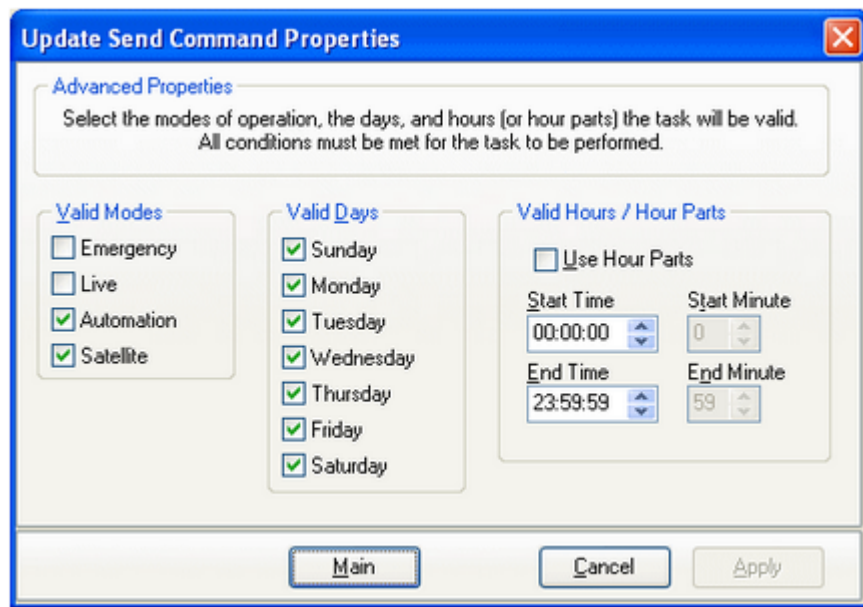 Update Send Command Properties
Advanced Properties
Select the modes of operation, the days, and hours (or hour parts) the task will be valid.
All conditions must be met for the task to be performed.
Valid Modes
Emergency
Live
Automation
Satellite
Valid Days
Sunday
Monday
Tuesday
Wednesday
Thursday
Friday
Saturday
Valid Hours / Hour Parts
Use Hour Parts
Start Time
Start Minute
00:00:00
0
End Time
End Minute
23:59:59
59
Main
Cancel
Apply